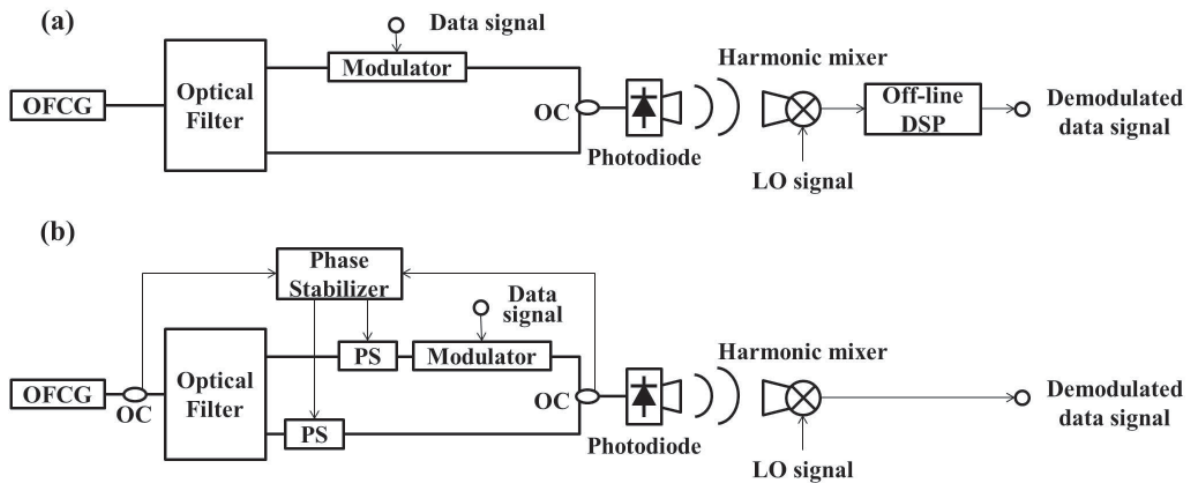 (a)
Data signal
Modulator
Harmonic mixer
OFCG
Optical
Filter
OC
Off-line
DSP
Demodulated
data signal
Photodiode
LO signal
(b)
Phase
Stabilizer
Data
signal
PS
Modulator
Harmonic mixer
OFCG
OC
Optical
Filter
OC
Demodulated
data signal
PS
Photodiode
LO signal